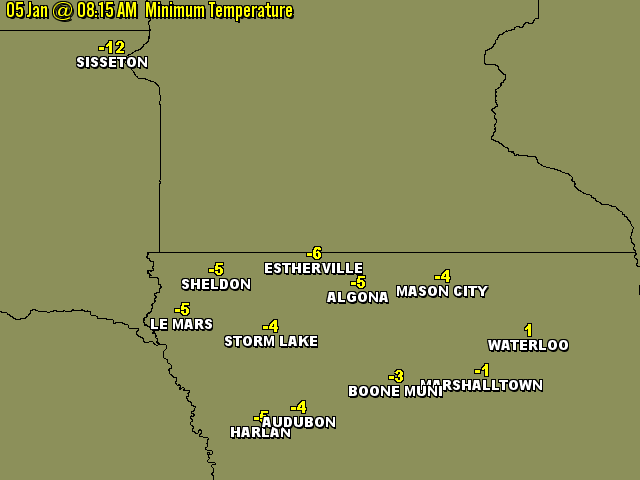 05 Jan @ 08:15 AM Minimum Temperature
-12
SISSETON
-6
ESTHERVILLE
-5
SHELDON
-5
ALGONA
-4
MASON CITY
-5
LE MARS
-4
STORM LAKE
1
WATERLOO
-3
BOONE MUNI
-1
MARSHALLTOWN
-4
AUDUBON
-5
HARLAN